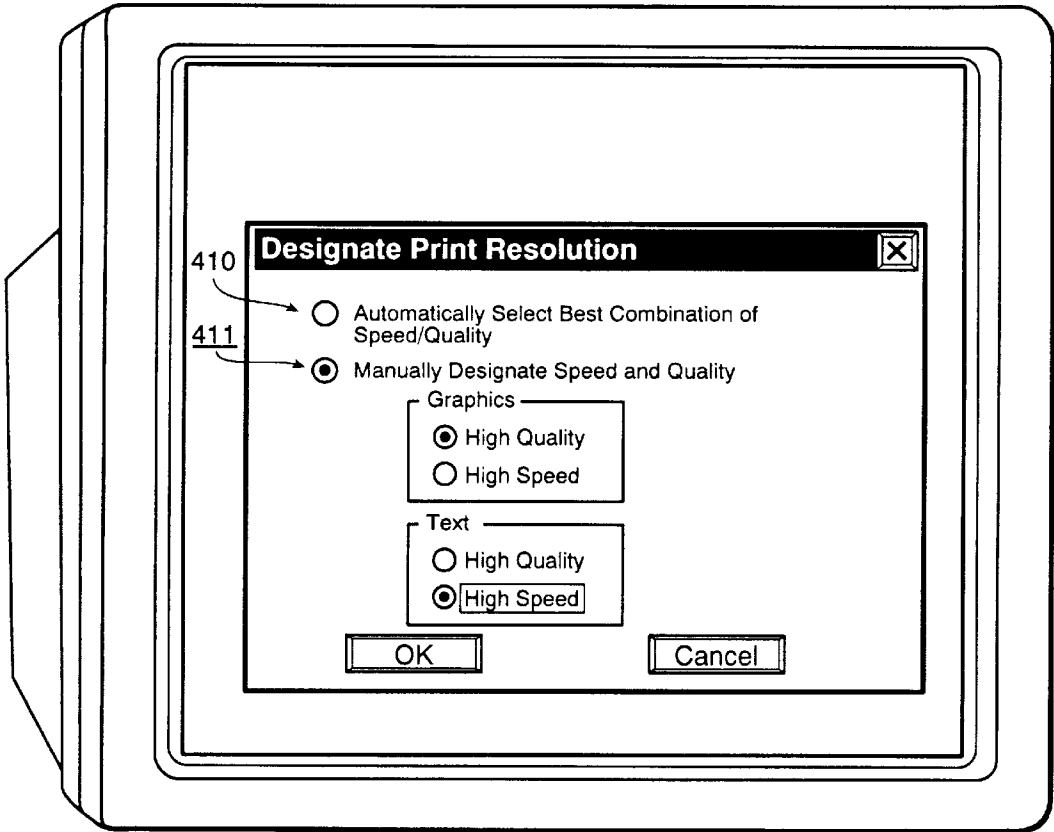 Designate Print Resolution
410
Automatically Select Best Combination of
Speed/Quality
411
Manually Designate Speed and Quality
Graphics
High Quality
High Speed
Text
High Quality
High Speed
OK
Cancel